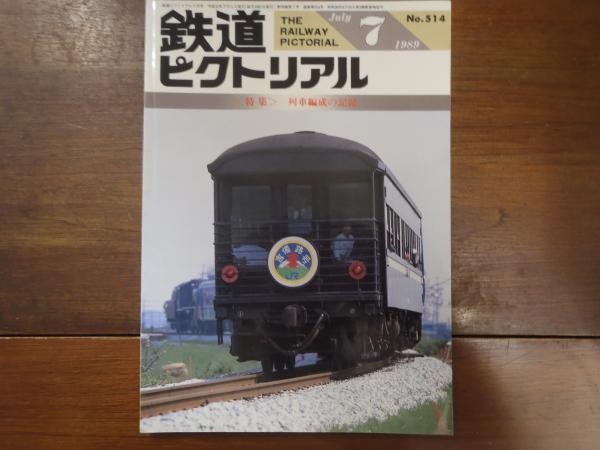 鉄道
ピクトリアル
THE
RAILWAY
PICTORIAL
July
7
1989
No.514
特集＞ 列車編成の記録
JR